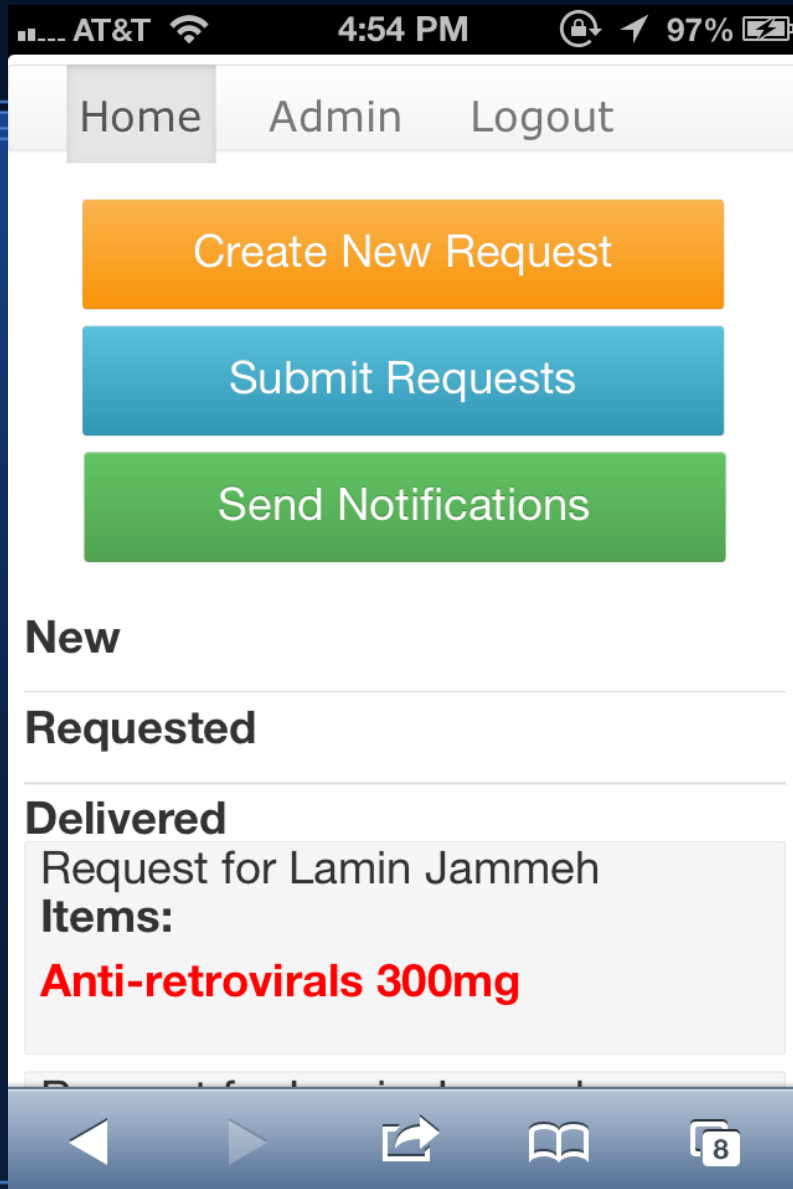 AT&T 4:54 PM 97%
Home Admin Logout
Create New Request
Submit Requests
Send Notifications
New
Requested
Delivered
Request for Lamin Jammeh
Items:
Anti-retrovirals 300mg
8